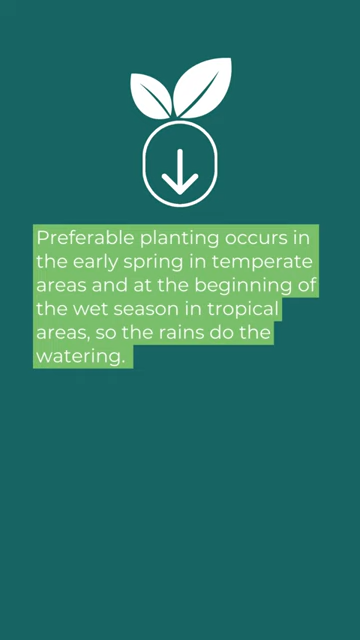 Preferable planting occurs in
the early spring in temperate
areas and at the beginning of
the wet season in tropical
areas, so the rains do the
watering.